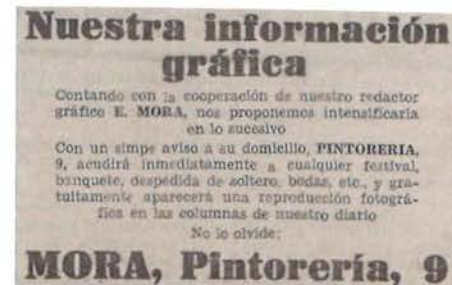 Nuestra información
gráfica
Contando con la cooperación de nuestro redactor
gráfico E. MORA, nos proponemos intensificaria
en lo sucesivo
Con un simpe aviso a su domicilio, PINTORERIA,
9, acudirá inmediatamente a cualquier festival,
banquete, despedida de soltero, bodas, etc., y gra-
tuitamente aparecerá una reproducción fotográ-
fica en las columnas de nuestro diario
No lo olvide:
MORA, Pintorería, 9